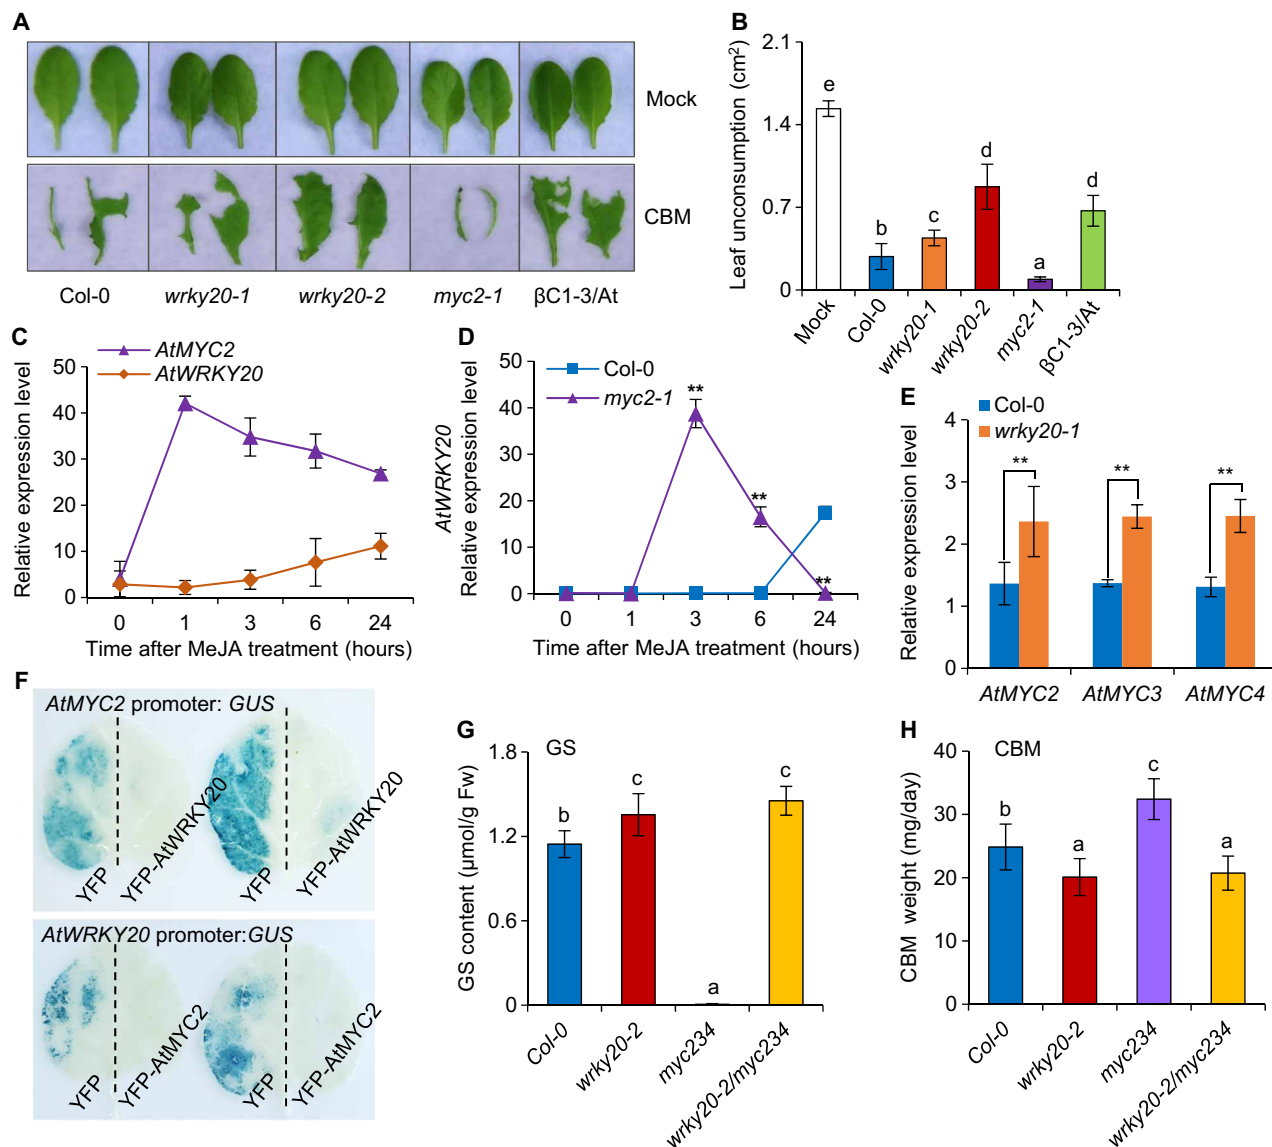 A
Mock
CBM
Col-0 wrky20-1 wrky20-2 myc2-1 βC1-3/At
B
Leaf unconsumption (cm2)
2.1
1.4
0.7
0
e
b
c
d
a
d
Mock
Col-0
wrky20-1
wrky20-2
myc2-1
βC1-3/At
C
AtMYC2
AtWRKY20
Relative expression level
50
40
30
20
10
0
0 1 3 6 24
Time after MeJA treatment (hours)
D
Col-0
myc2-1
AtWRKY20
Relative expression level
50
40
30
20
10
0
**
**
**
0 1 3 6 24
Time after MeJA treatment (hours)
E
Col-0
wrky20-1
Relative expression level
4
3
2
1
0
** ** **
AtMYC2 AtMYC3 AtMYC4
F
AtMYC2 promoter: GUS
YFP
YFP-AtWRKY20
YFP
YFP-AtWRKY20
AtWRKY20 promoter:GUS
YFP
YFP-AtMYC2
YFP
YFP-AtMYC2
G
GS
GS content (μmol/g Fw)
1.8
1.2
0.6
0
b
c
a
c
Col-0
wrky20-2
myc234
wrky20-2/myc234
H
CBM
CBM weight (mg/day)
40
30
20
10
0
b
a
c
a
Col-0
wrky20-2
myc234
wrky20-2/myc234